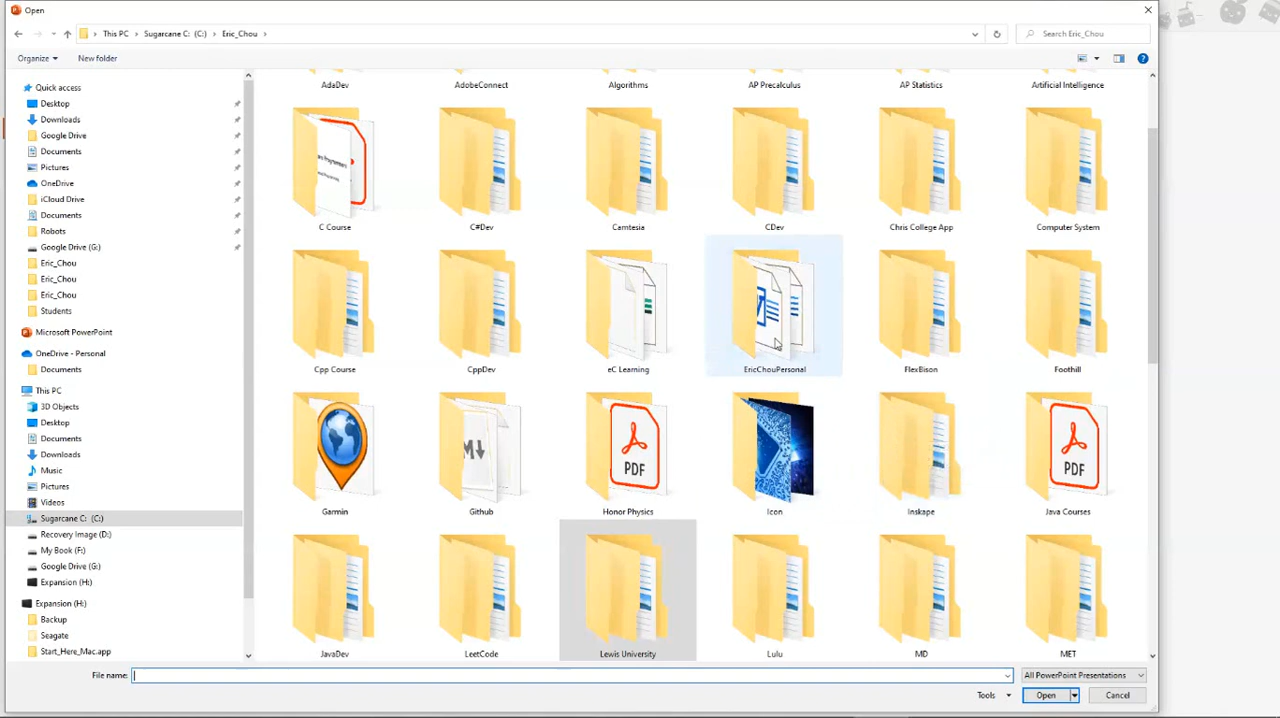 Open
This PC > Sugarcane C: (C:) > Eric_Chou >
Search Eric_Chou
Organize
New folder
Quick access
Desktop
Downloads
Google Drive
Documents
Pictures
OneDrive
iCloud Drive
Documents
Robots
Google Drive (G:)
Eric_Chou
Eric_Chou
Eric_Chou
Students
Microsoft PowerPoint
OneDrive - Personal
Documents
This PC
3D Objects
Desktop
Documents
Downloads
Music
Pictures
Videos
Sugarcane C: (C:)
Recovery Image (D:)
My Book (F:)
Google Drive (G:)
Expansion (H:)
Expansion (H:)
Backup
Seagate
Start_Here_Mac.app
AdaDev AdobeConnect Algorithms AP Precalculus AP Statistics Artificial Intelligence
C Course C#Dev Camtesia CDev Chris College App Computer System
Cpp Course CppDev eC Learning EricChouPersonal FlexBison Foothill
PDF PDF
Garmin Github Honor Physics Icon Inskape Java Courses
JavaDev LeetCode Lewis University Lulu MD MET
File name:
All PowerPoint Presentations
Tools
Open
Cancel